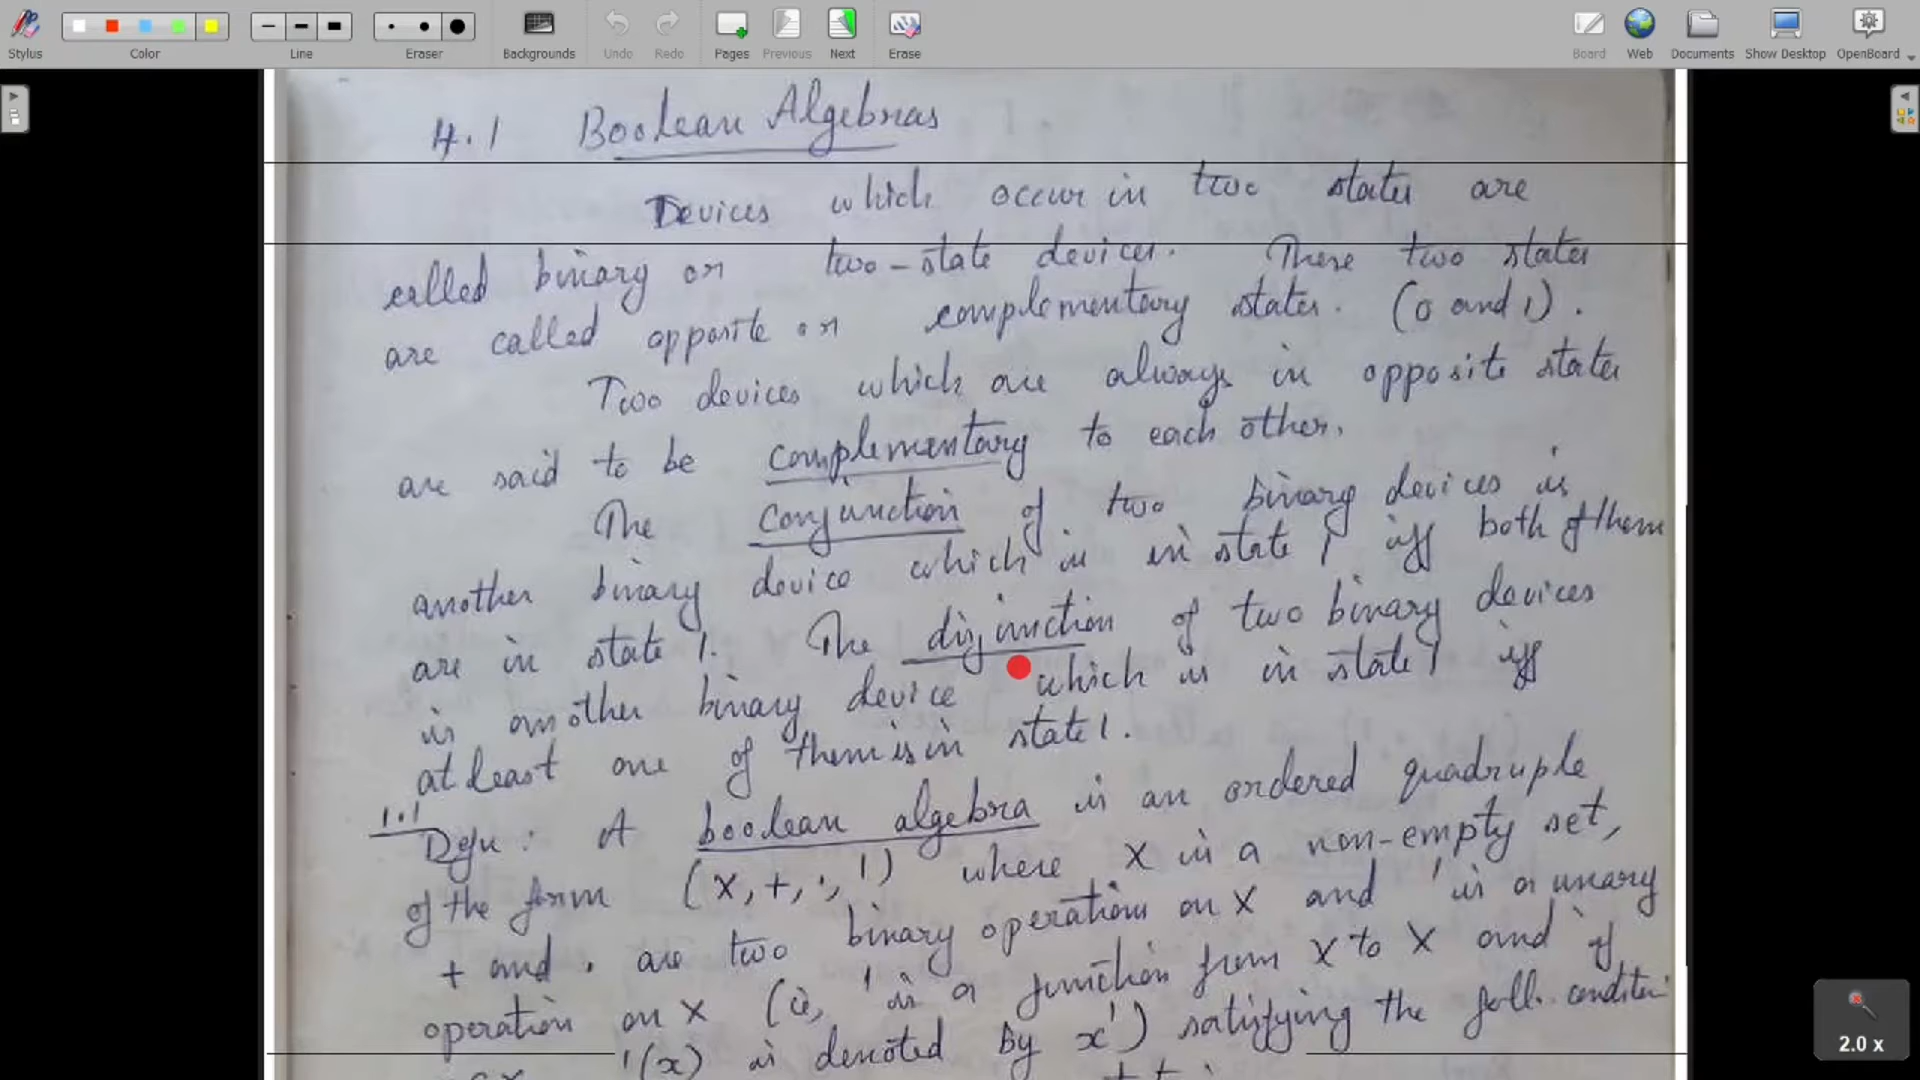 Stylus
Color
Line
Eraser
Backgrounds
Undo
Redo
Pages
Previous
Next
Erase
Board
Web
Documents
Show Desktop
OpenBoard
4.1 Boolean Algebras
Devices which occur in two states are
called binary or two-state devices. These two states
are called opposite or complementary states. (0 and 1).
Two devices which are always in opposite states
are said to be complementary to each other.
The conjunction of two binary devices is
another binary device which is in state 1 iff both of them
are in state 1. The disjunction of two binary devices
is another binary device which is in state 1 iff
atleast one of them is in state 1.
1.1
Defn: A boolean algebra is an ordered quadruple
of the form (X, +, ·, ') where X is a non-empty set,
+ and · are two binary operations on X and ' is a unary
operation on X (ie, ' is a function from X to X and if
'(x) is denoted by x') satisfying the foll. conditi
2.0 x